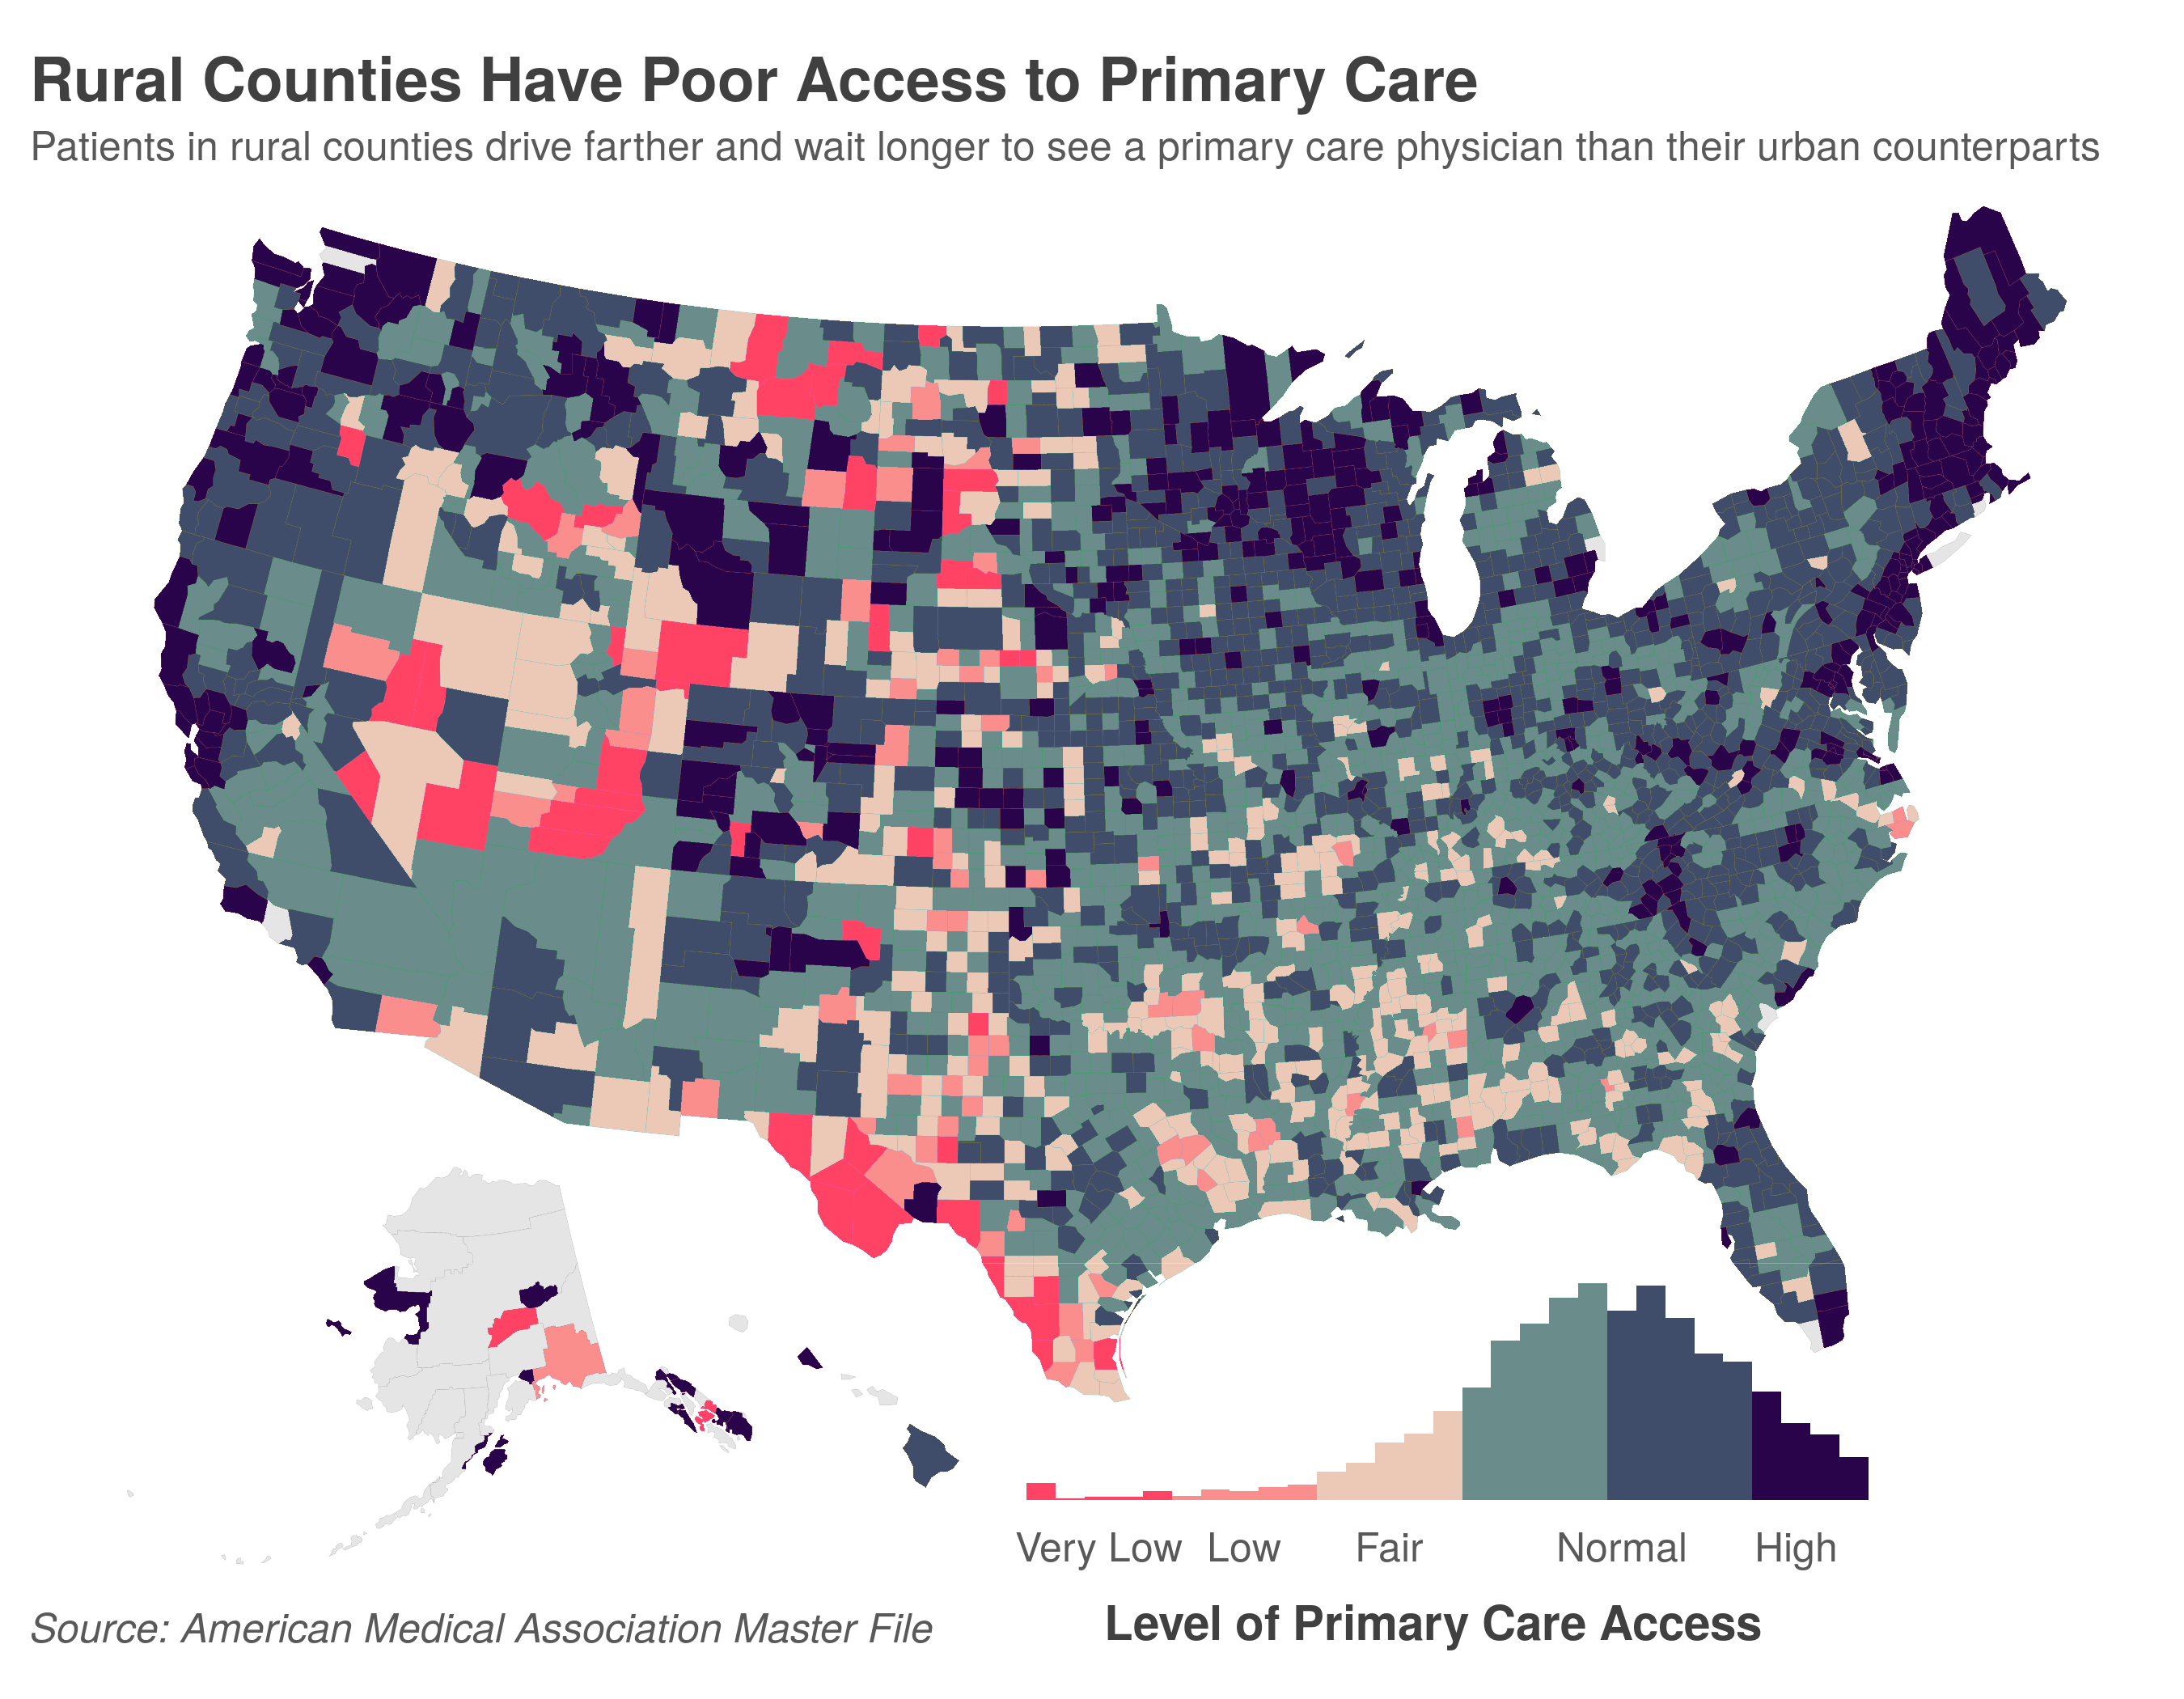 Rural Counties Have Poor Access to Primary Care
Patients in rural counties drive farther and wait longer to see a primary care physician than their urban counterparts
Very Low Low Fair Normal High
Source: American Medical Association Master File
Level of Primary Care Access